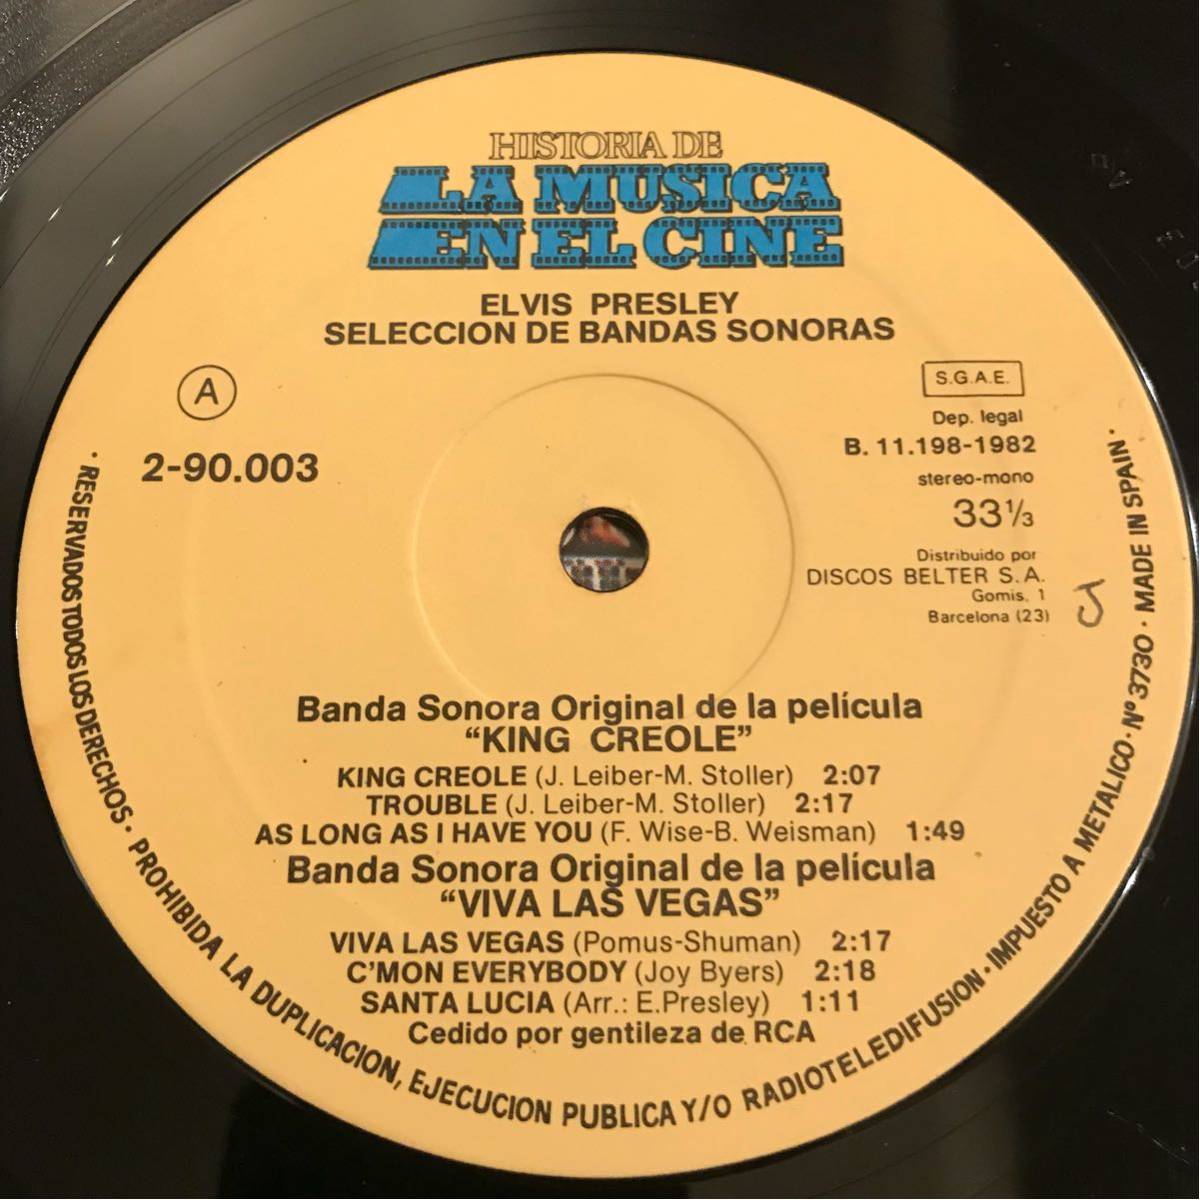 HISTORIA DE
LA MUSICA
EN EL CINE
ELVIS PRESLEY
SELECCION DE BANDAS SONORAS
A
2-90.003
S.G.A.E.
Dep. legal
B. 11.198-1982
stereo-mono
33⅓
Distribuido por
DISCOS BELTER S.A.
Gomis, 1
Barcelona (23)
Banda Sonora Original de la película
“KING CREOLE”
KING CREOLE (J. Leiber-M. Stoller) 2:07
TROUBLE (J. Leiber-M. Stoller) 2:17
AS LONG AS I HAVE YOU (F. Wise-B. Weisman) 1:49
Banda Sonora Original de la película
“VIVA LAS VEGAS”
VIVA LAS VEGAS (Pomus-Shuman) 2:17
C’MON EVERYBODY (Joy Byers) 2:18
SANTA LUCIA (Arr.: E.Presley) 1:11
Cedido por gentileza de RCA
· RESERVADOS TODOS LOS DERECHOS · PROHIBIDA LA DUPLICACION, EJECUCION PUBLICA Y/O RADIOTELEDIFUSION · IMPUESTO A METALICO · Nº 3730 · MADE IN SPAIN ·